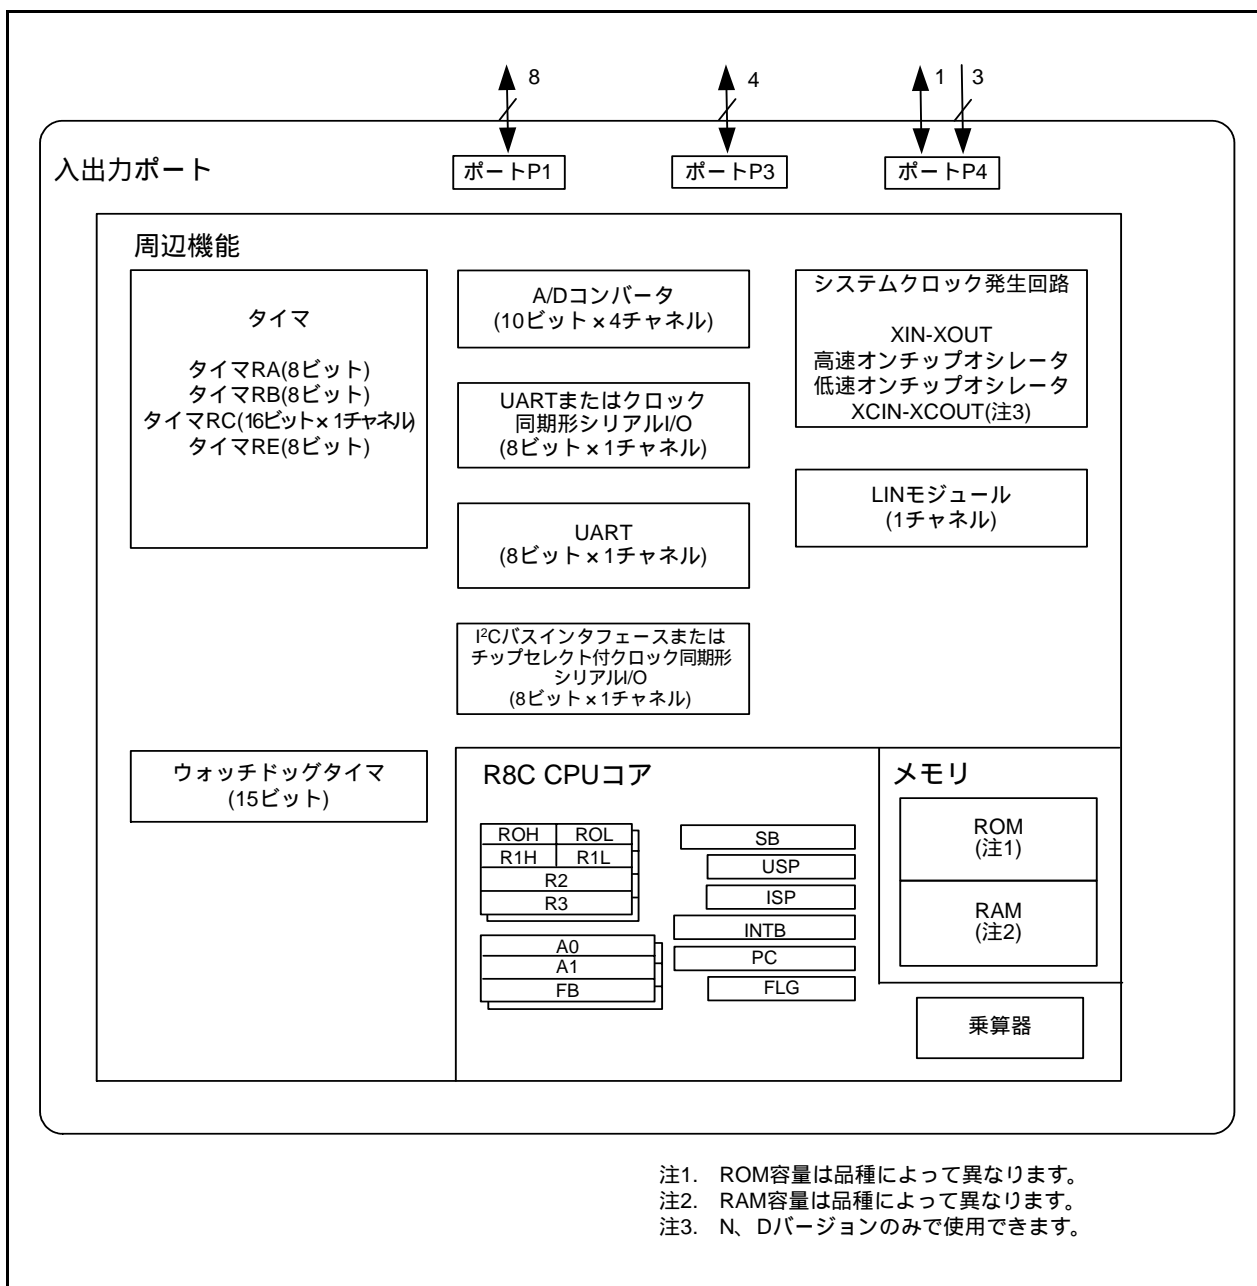 8
4
1
3
入出力ポート
ポートP1
ポートP3
ポートP4
周辺機能
タイマ
タイマRA(8ビット)
タイマRB(8ビット)
タイマRC(16ビット×1チャネル)
タイマRE(8ビット)
A/Dコンバータ
(10ビット×4チャネル)
UARTまたはクロック
同期形シリアルI/O
(8ビット×1チャネル)
UART
(8ビット×1チャネル)
I²Cバスインタフェースまたは
チップセレクト付クロック同期形
シリアルI/O
(8ビット×1チャネル)
システムクロック発生回路
XIN-XOUT
高速オンチップオシレータ
低速オンチップオシレータ
XCIN-XCOUT(注3)
LINモジュール
(1チャネル)
ウォッチドッグタイマ
(15ビット)
R8C CPUコア
ROH ROL
R1H R1L
R2
R3
A0
A1
FB
SB
USP
ISP
INTB
PC
FLG
メモリ
ROM
(注1)
RAM
(注2)
乗算器
注1. ROM容量は品種によって異なります。
注2. RAM容量は品種によって異なります。
注3. N、Dバージョンのみで使用できます。